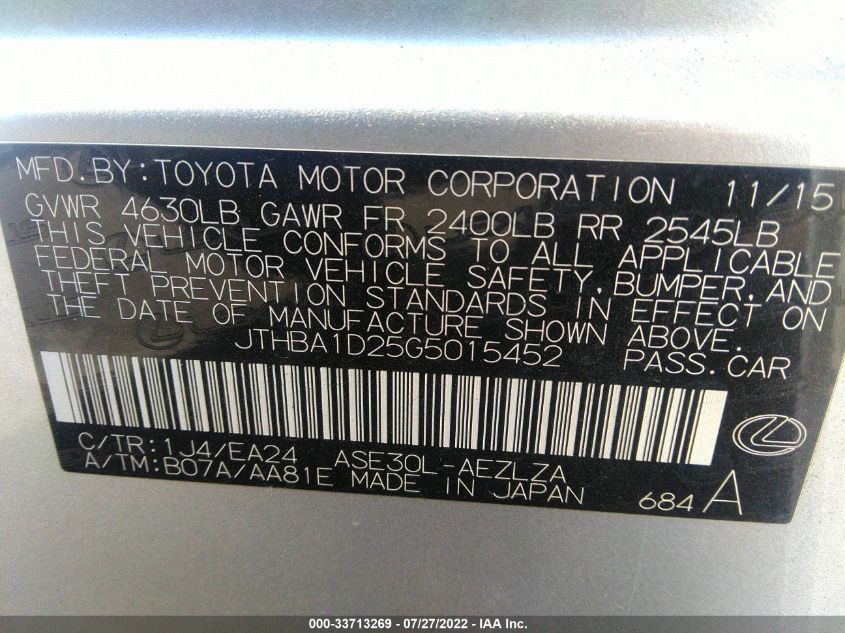 MFD.BY:TOYOTA MOTOR CORPORATION 11/15
GVWR 4630LB GAWR FR 2400LB RR 2545LB
THIS VEHICLE CONFORMS TO ALL APPLICABLE
FEDERAL MOTOR VEHICLE SAFETY,BUMPER,AND
THEFT PREVENTION STANDARDS IN EFFECT ON
THE DATE OF MANUFACTURE SHOWN ABOVE.
JTHBA1D25G5015452 PASS.CAR
C/TR:1J4/EA24 ASE30L-AEZLZA
A/TM:B07A/AA81E MADE IN JAPAN 684 A
000-33713269 - 07/27/2022 - IAA Inc.